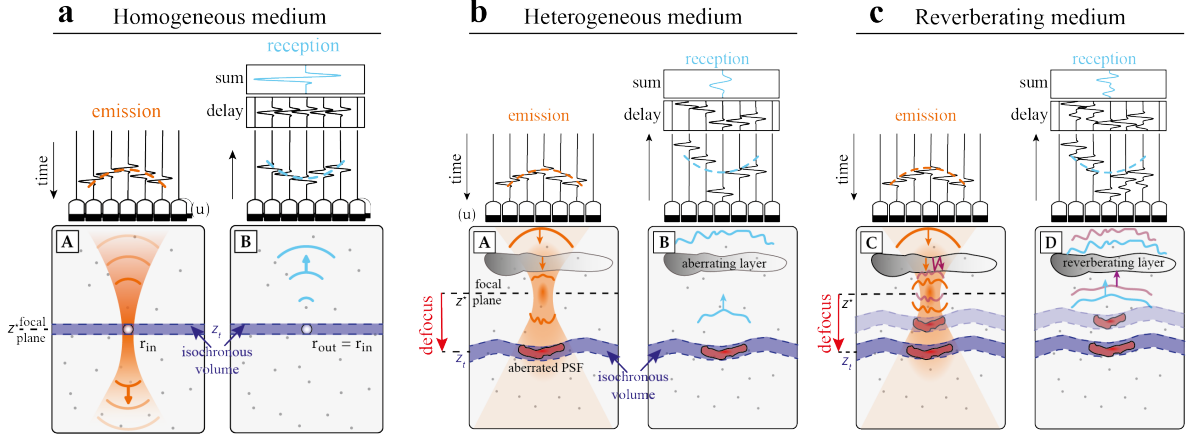 a Homogeneous medium
reception
sum
emission
delay
time
(u)
A
B
z* focal
plane
z_t
r_in
isochronous
volume
r_out = r_in
b Heterogeneous medium
reception
sum
emission
delay
time
(u)
A
B
aberrating layer
focal
z* plane
defocus
z_t
aberrated PSF
isochronous
volume
c Reverberating medium
reception
sum
emission
delay
time
C
D
reverberating layer
z*
defocus
z_t